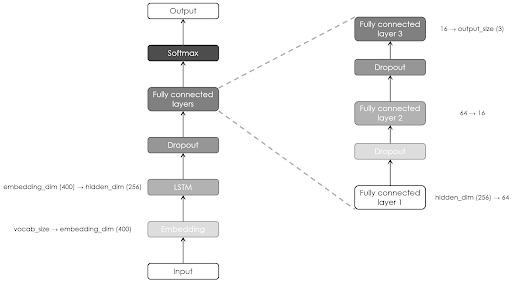 Output
Softmax
Fully connected
layers
Dropout
embedding_dim (400) → hidden_dim (256)
LSTM
vocab_size → embedding_dim (400)
Embedding
Input
Fully connected
layer 3
16 → output_size (3)
Dropout
Fully connected
layer 2
64 → 16
Dropout
Fully connected
layer 1
hidden_dim (256) → 64